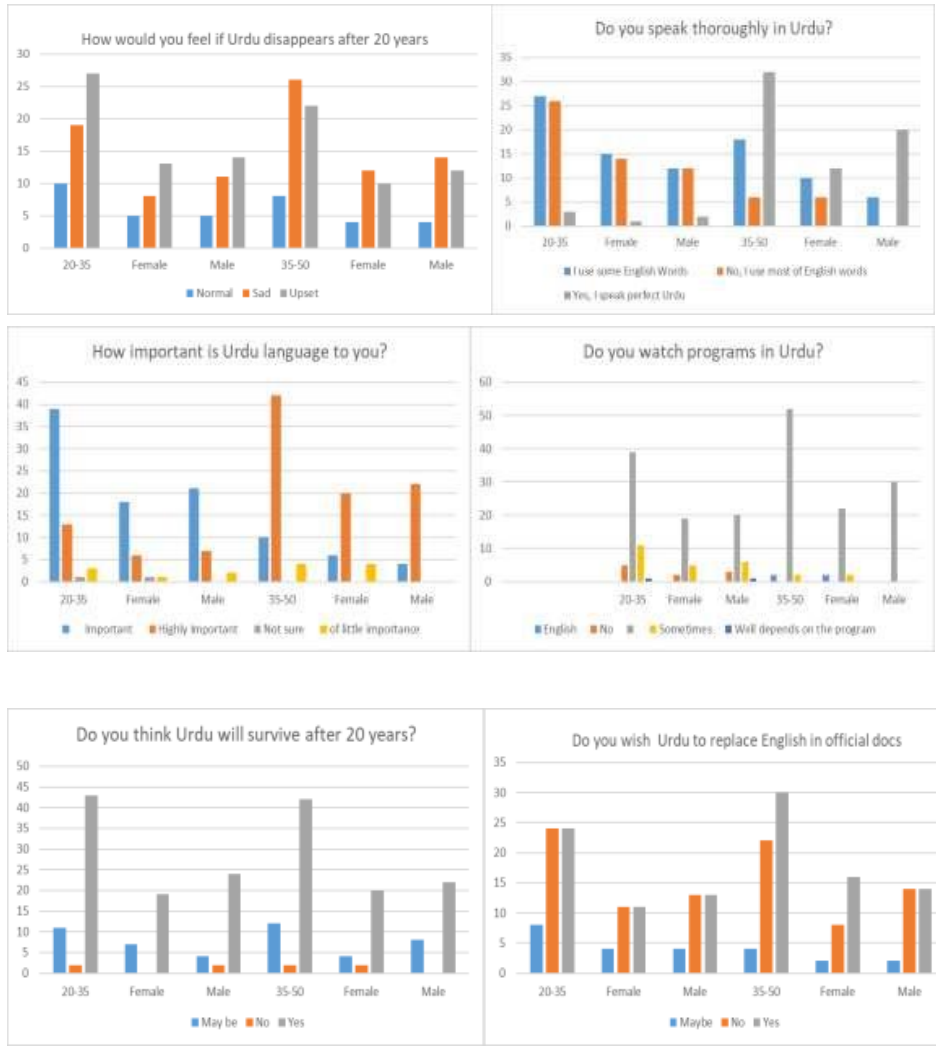 How would you feel if Urdu disappears after 20 years
30
25
20
15
10
5
0
20-35 Female Male 35-50 Female Male
Normal Sad Upset
Do you speak thoroughly in Urdu?
35
30
25
20
15
10
5
0
20-35 Female Male 35-50 Female Male
I use some English Words No, I use most of English words
Yes, I speak perfect Urdu
How important is Urdu language to you?
45
40
35
30
25
20
15
10
5
0
20-35 Female Male 35-50 Female Male
Important Highly Important Not sure of little importance
Do you watch programs in Urdu?
60
50
40
30
20
10
0
20-35 Female Male 35-50 Female Male
English No Sometimes Well depends on the program
Do you think Urdu will survive after 20 years?
50
45
40
35
30
25
20
15
10
5
0
20-35 Female Male 35-50 Female Male
May be No Yes
Do you wish Urdu to replace English in official docs
35
30
25
20
15
10
5
0
20-35 Female Male 35-50 Female Male
Maybe No Yes